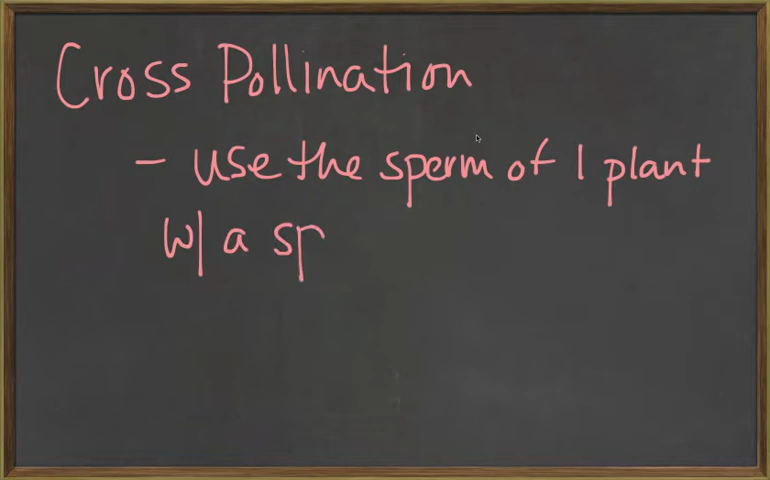 Cross Pollination
- use the sperm of 1 plant
w/ a sp